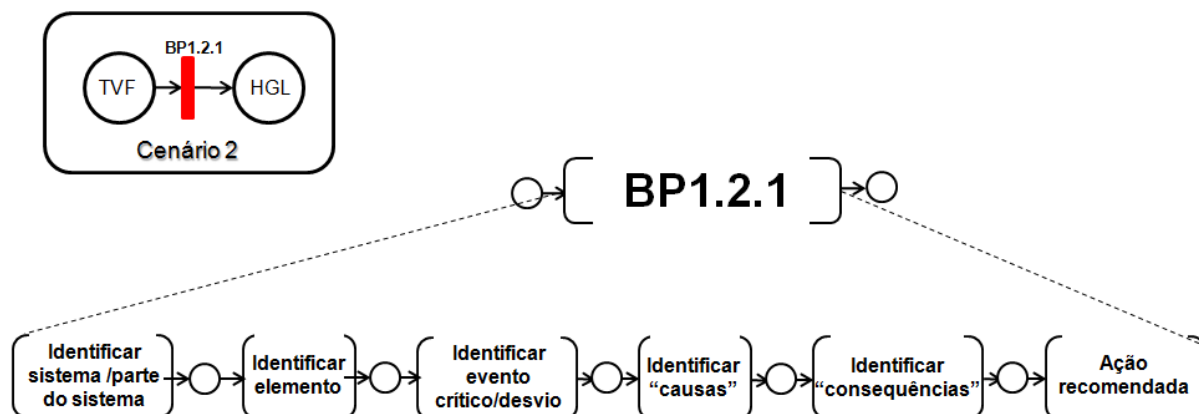 BP1.2.1
TVF
HGL
Cenário 2
BP1.2.1
Identificar
sistema /parte
do sistema
Identificar
elemento
Identificar
evento
crítico/desvio
Identificar
“causas”
Identificar
“consequências”
Ação
recomendada